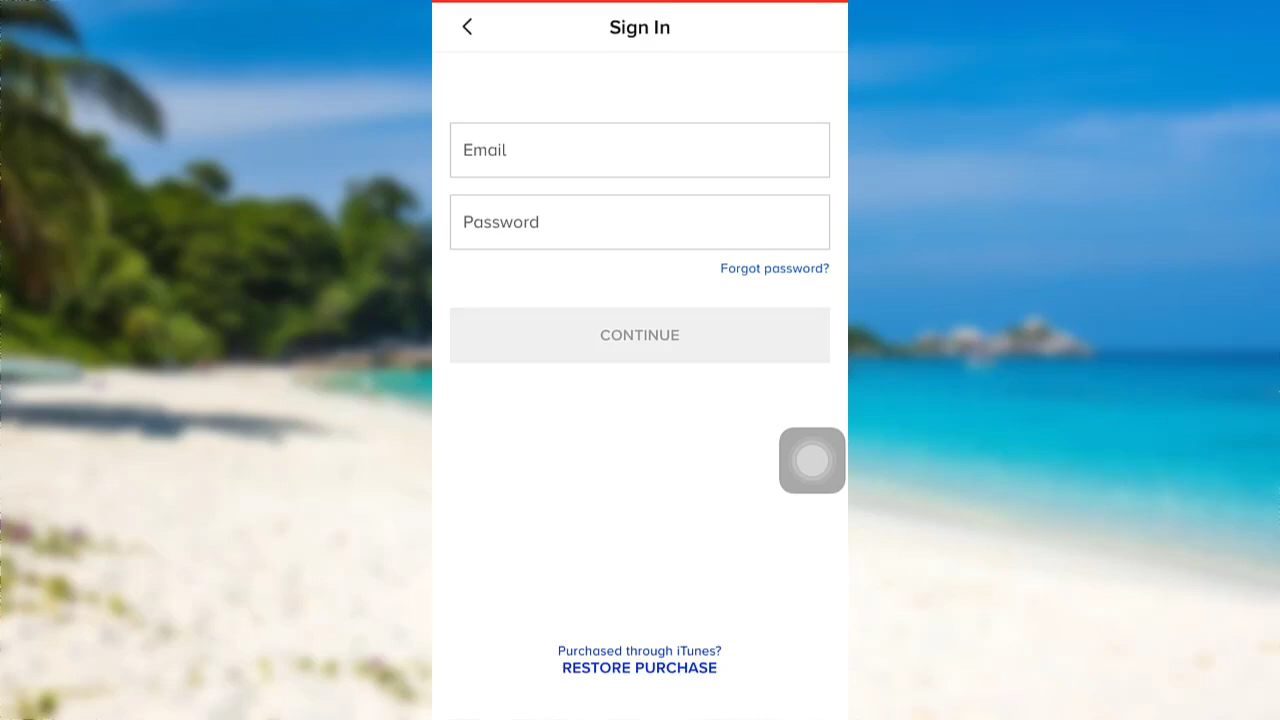 Sign In
Email
Password
Forgot password?
CONTINUE
Purchased through iTunes?
RESTORE PURCHASE